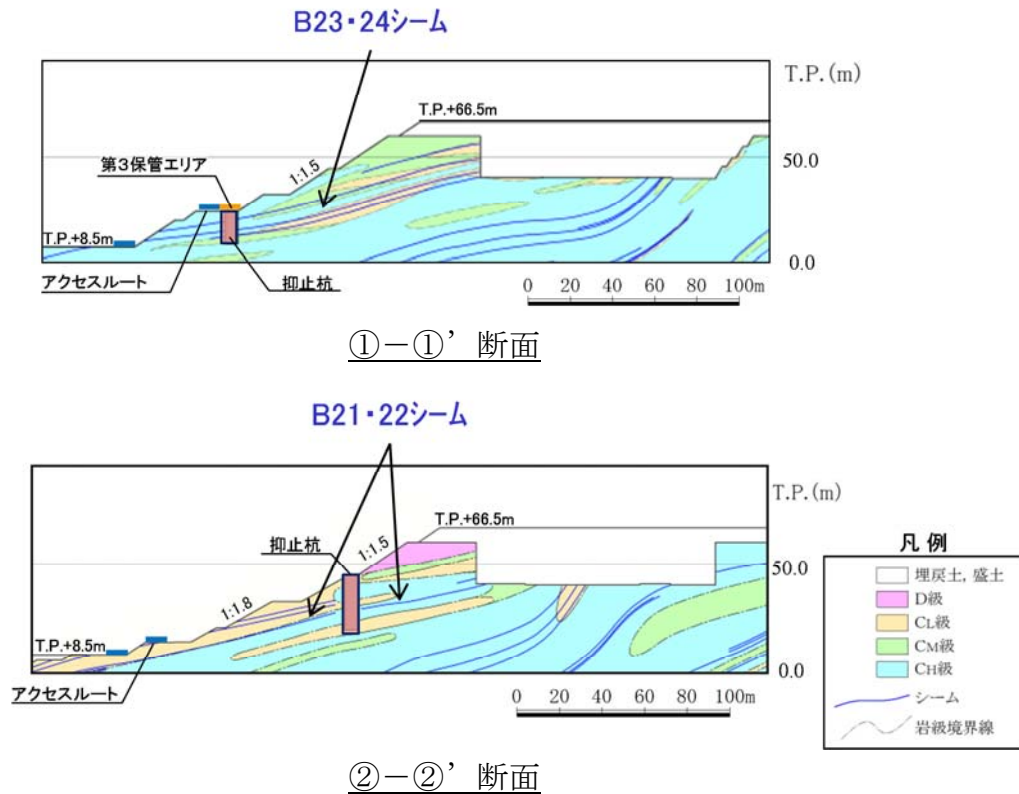 B23・24シーム
T.P.(m)
T.P.+66.5m
第3保管エリア
1:1.5
50.0
T.P.+8.5m
0.0
アクセスルート
抑止杭
0 20 40 60 80 100m
①－①’断面
B21・22シーム
T.P.(m)
T.P.+66.5m
抑止杭
1:1.5
凡 例
埋戻土，盛土
D級
CL級
CM級
CH級
シーム
岩級境界線
50.0
1:1.8
T.P.+8.5m
0.0
アクセスルート
0 20 40 60 80 100m
②－②’断面